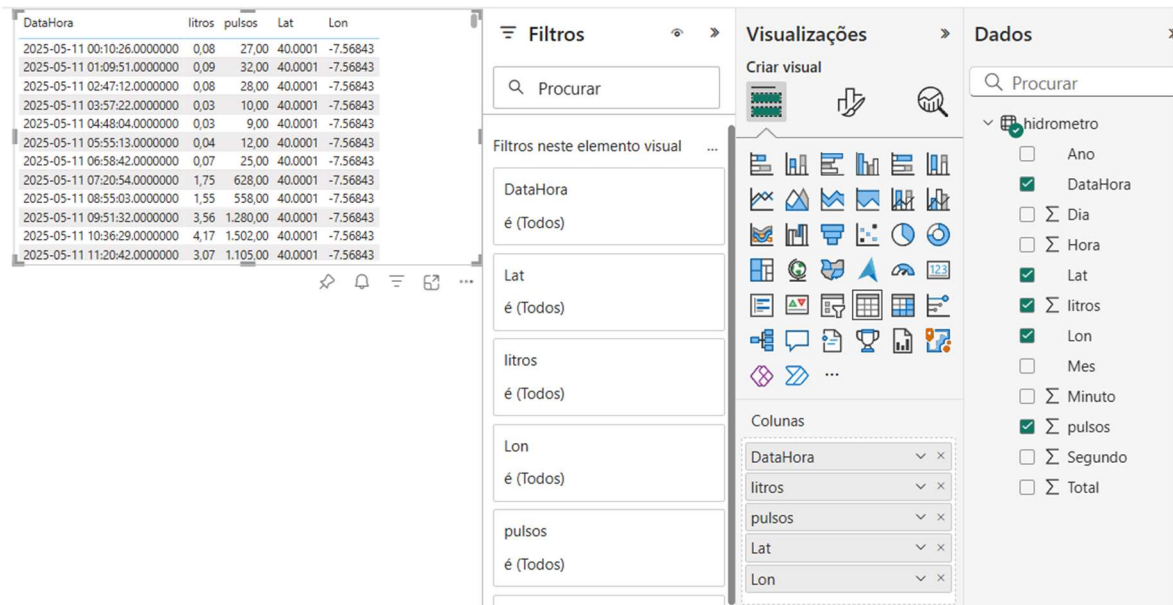 DataHora litros pulsos Lat Lon
2025-05-11 00:10:26.0000000 0,08 27,00 40.0001 -7.56843
2025-05-11 01:09:51.0000000 0,09 32,00 40.0001 -7.56843
2025-05-11 02:47:12.0000000 0,08 28,00 40.0001 -7.56843
2025-05-11 03:57:22.0000000 0,03 10,00 40.0001 -7.56843
2025-05-11 04:48:04.0000000 0,03 9,00 40.0001 -7.56843
2025-05-11 05:55:13.0000000 0,04 12,00 40.0001 -7.56843
2025-05-11 06:58:42.0000000 0,07 25,00 40.0001 -7.56843
2025-05-11 07:20:54.0000000 1,75 628,00 40.0001 -7.56843
2025-05-11 08:55:03.0000000 1,55 558,00 40.0001 -7.56843
2025-05-11 09:51:32.0000000 3,56 1.280,00 40.0001 -7.56843
2025-05-11 10:36:29.0000000 4,17 1.502,00 40.0001 -7.56843
2025-05-11 11:20:42.0000000 3,07 1.105,00 40.0001 -7.56843
Filtros
Procurar
Filtros neste elemento visual ...
DataHora
é (Todos)
Lat
é (Todos)
litros
é (Todos)
Lon
é (Todos)
pulsos
é (Todos)
Visualizações
Criar visual
123
Colunas
DataHora
litros
pulsos
Lat
Lon
Dados
Procurar
hidrometro
Ano
DataHora
Σ Dia
Σ Hora
Lat
Σ litros
Lon
Mes
Σ Minuto
Σ pulsos
Σ Segundo
Σ Total